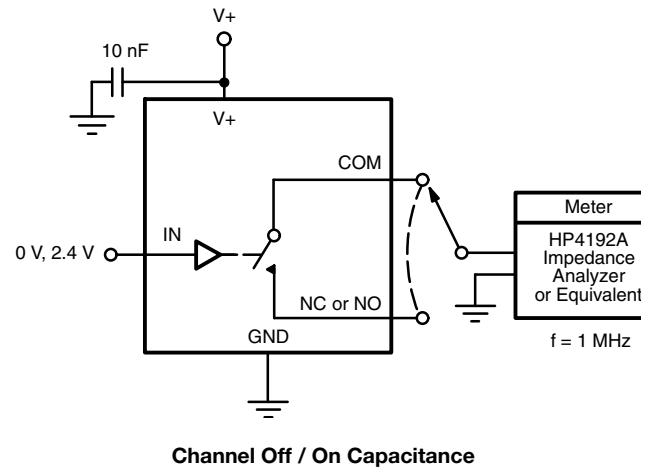 V+
10 nF
V+
COM
Meter
IN
HP4192A
Impedance
Analyzer
or Equivalent
0 V, 2.4 V
NC or NO
GND
f = 1 MHz
Channel Off / On Capacitance